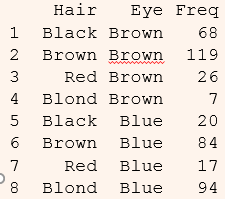 Hair Eye Freq
1 Black Brown 68
2 Brown Brown 119
3 Red Brown 26
4 Blond Brown 7
5 Black Blue 20
6 Brown Blue 84
7 Red Blue 17
8 Blond Blue 94